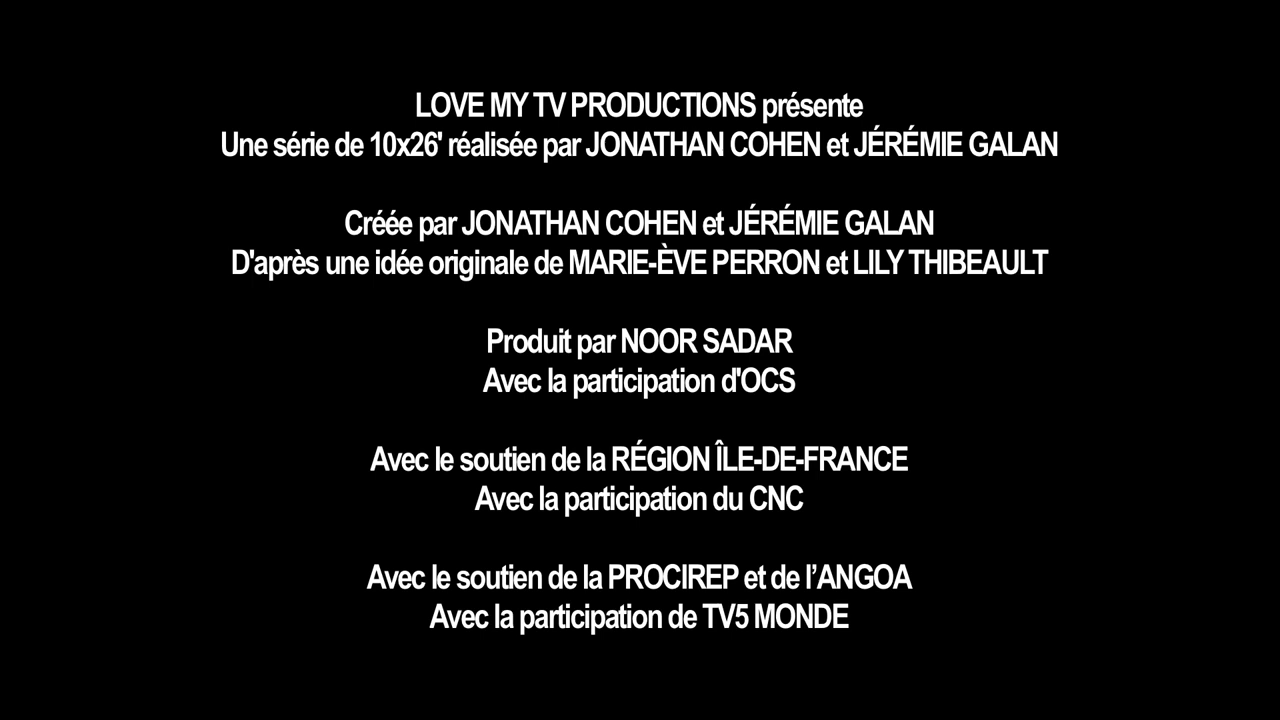 LOVE MY TV PRODUCTIONS présente
Une série de 10x26' réalisée par JONATHAN COHEN et JÉRÉMIE GALAN
Créée par JONATHAN COHEN et JÉRÉMIE GALAN
D'après une idée originale de MARIE-ÈVE PERRON et LILY THIBEAULT
Produit par NOOR SADAR
Avec la participation d'OCS
Avec le soutien de la RÉGION ÎLE-DE-FRANCE
Avec la participation du CNC
Avec le soutien de la PROCIREP et de l’ANGOA
Avec la participation de TV5 MONDE